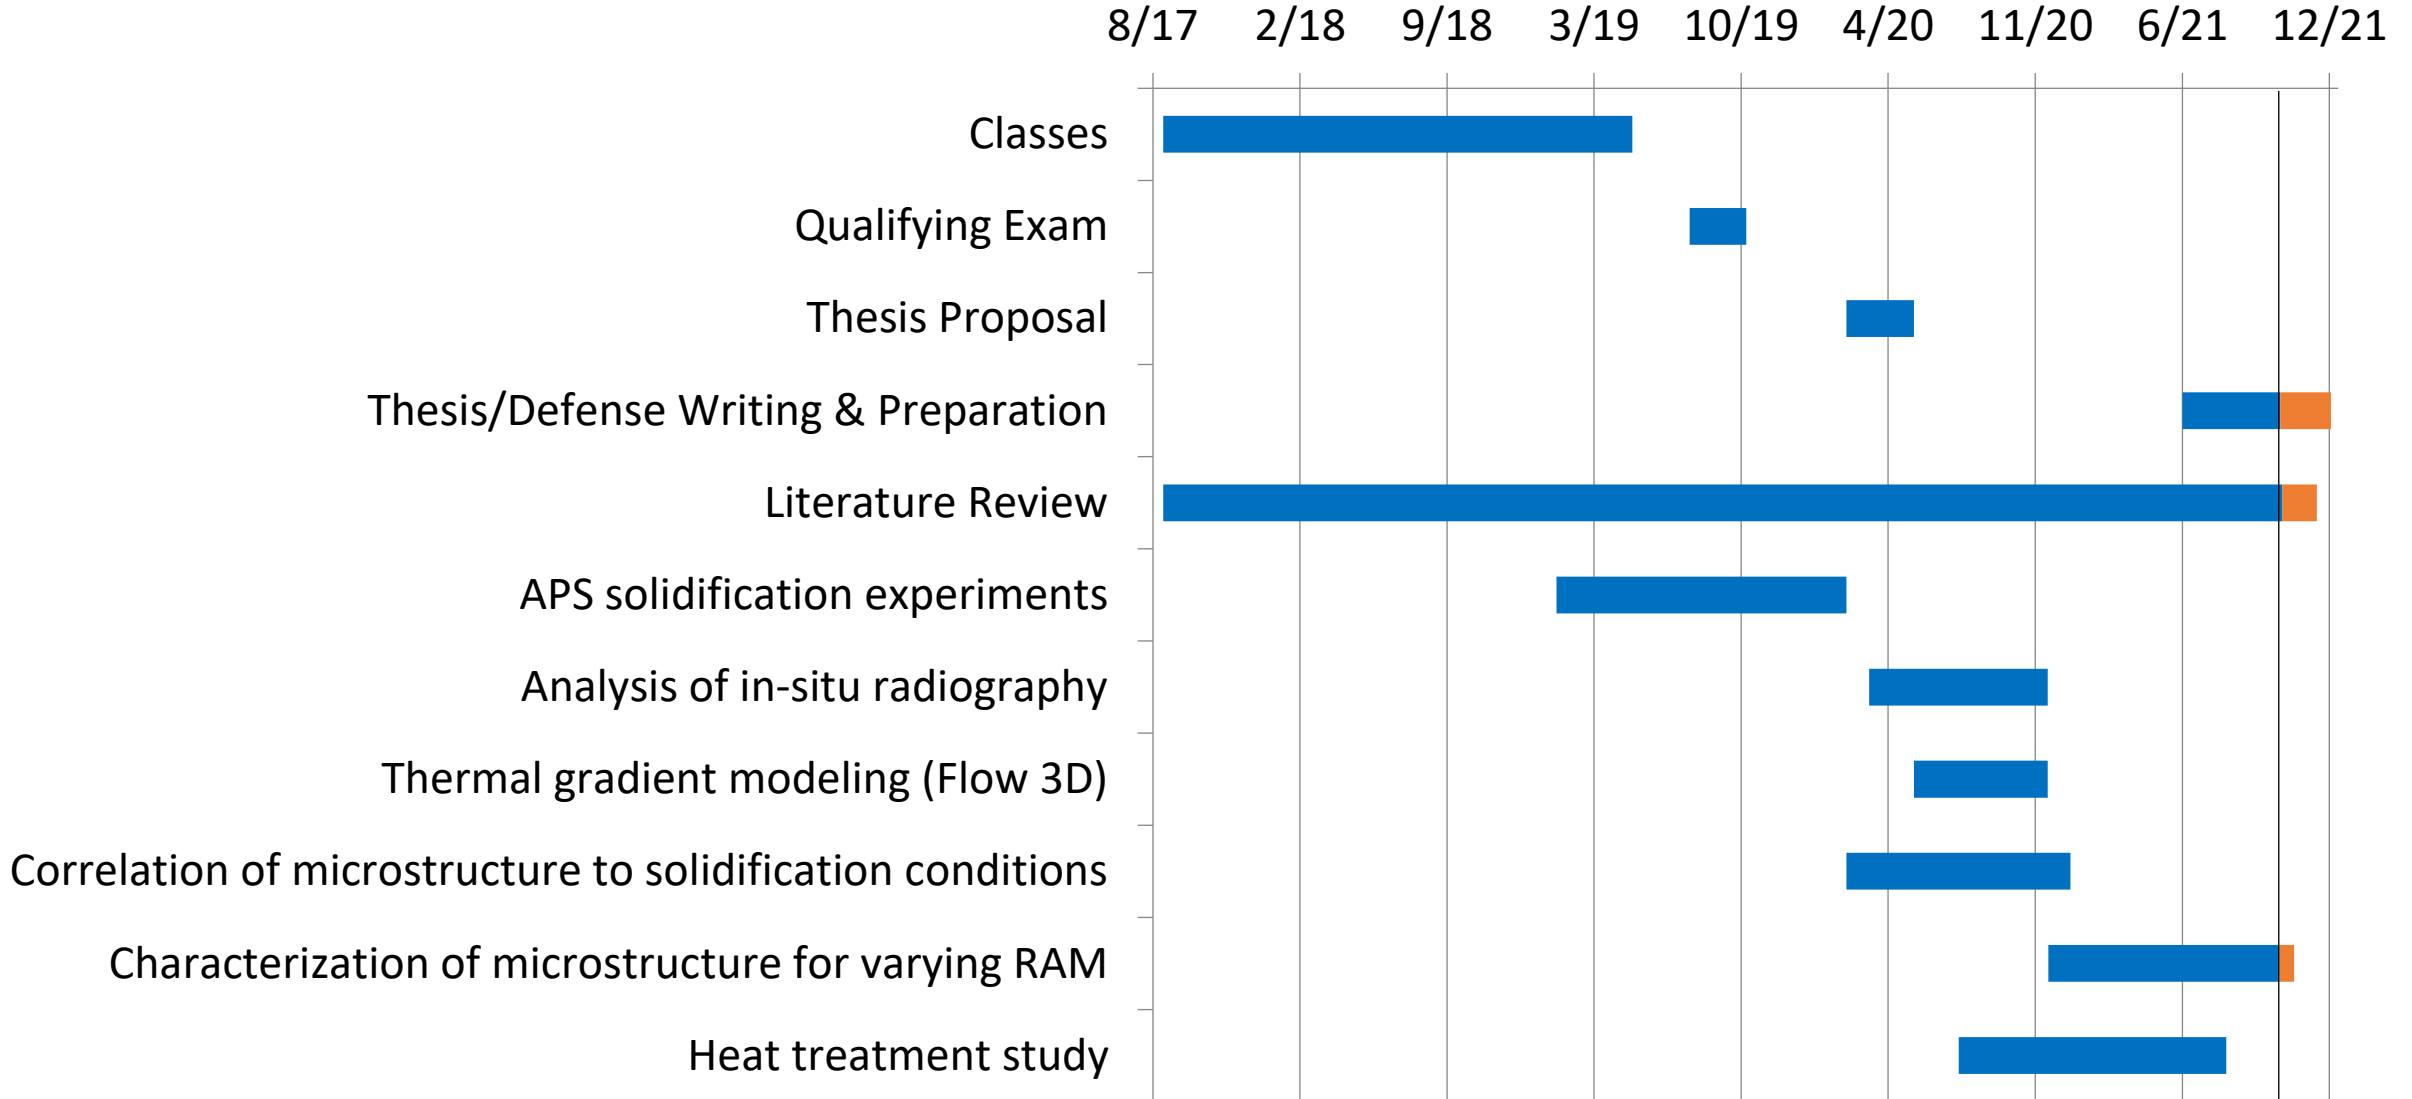 8/17 2/18 9/18 3/19 10/19 4/20 11/20 6/21 12/21
Classes
Qualifying Exam
Thesis Proposal
Thesis/Defense Writing & Preparation
Literature Review
APS solidification experiments
Analysis of in-situ radiography
Thermal gradient modeling (Flow 3D)
Correlation of microstructure to solidification conditions
Characterization of microstructure for varying RAM
Heat treatment study